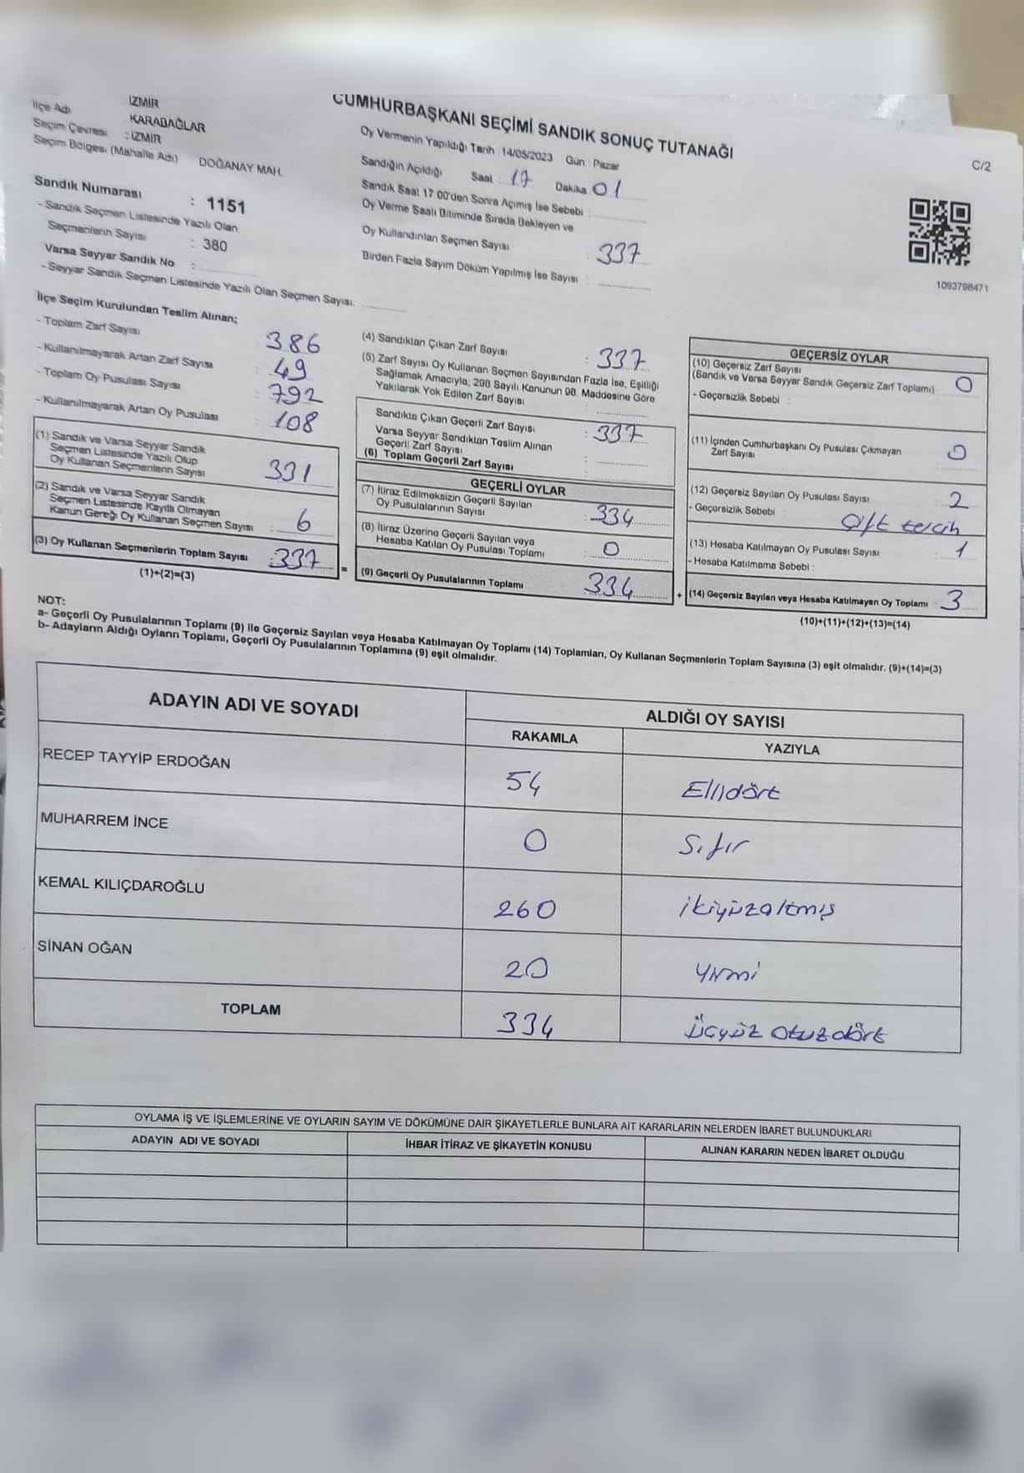 İZMİR
İlçe Adı KARABAĞLAR
Seçim Çevresi : İZMİR
Seçim Bölgesi (Mahalle Adı) DOĞANAY MAH.
Sandık Numarası : 1151
- Sandık Seçmen Listesinde Yazılı Olan
Seçmenlerin Sayısı : 380
Varsa Seyyar Sandık No :
- Seyyar Sandık Seçmen Listesinde Yazılı Olan Seçmen Sayısı
CUMHURBAŞKANI SEÇİMİ SANDIK SONUÇ TUTANAĞI
Oy Vermenin Yapıldığı Tarih 14/05/2023 Gün : Pazar
Sandığın Açıldığı Saat : 17 Dakika 01
Sandık Saat 17:00'den Sonra Açımış İse Sebebi
Oy Verme Saati Bitiminde Sırada Bekleyen ve
Oy Kullandırılan Seçmen Sayısı 337
Birden Fazla Sayım Döküm Yapılmış İse Sayısı :
C/2
1093798471
İlçe Seçim Kurulundan Teslim Alınan;
- Toplam Zarf Sayısı 386
- Kullanılmayarak Artan Zarf Sayısı 49
- Toplam Oy Pusulası Sayısı 792
- Kullanılmayarak Artan Oy Pusulası 108
(1) Sandık ve Varsa Seyyar Sandık
Seçmen Listesinde Yazılı Olup
Oy Kullanan Seçmenlerin Sayısı 331
(2) Sandık ve Varsa Seyyar Sandık
Seçmen Listesinde Kayıtlı Olmayan
Kanun Gereği Oy Kullanan Seçmen Sayısı 6
(3) Oy Kullanan Seçmenlerin Toplam Sayısı 337 =
(1)+(2)=(3)
(4) Sandıktan Çıkan Zarf Sayısı : 337
(5) Zarf Sayısı Oy Kullanan Seçmen Sayısından Fazla İse, Eşitliği
Sağlamak Amacıyla, 298 Sayılı Kanunun 98. Maddesine Göre
Yakılarak Yok Edilen Zarf Sayısı
Sandıkta Çıkan Geçerli Zarf Sayısı : 337
Varsa Seyyar Sandıktan Teslim Alınan
Geçerli Zarf Sayısı
(6) Toplam Geçerli Zarf Sayısı :
GEÇERLİ OYLAR
(7) İtiraz Edilmeksizin Geçerli Sayılan
Oy Pusulalarının Sayısı : 334
(8) İtiraz Üzerine Geçerli Sayılan veya
Hesaba Katılan Oy Pusulası Toplamı : 0
(9) Geçerli Oy Pusulalarının Toplamı 334 +
GEÇERSİZ OYLAR
(10) Geçersiz Zarf Sayısı
(Sandık ve Varsa Seyyar Sandık Geçersiz Zarf Toplamı) 0
- Geçersizlik Sebebi :
(11) İçinden Cumhurbaşkanı Oy Pusulası Çıkmayan
Zarf Sayısı 0
(12) Geçersiz Sayılan Oy Pusulası Sayısı 2
- Geçersizlik Sebebi Çift tercih
(13) Hesaba Katılmayan Oy Pusulası Sayısı 1
- Hesaba Katılmama Sebebi :
(14) Geçersiz Sayılan veya Hesaba Katılmayan Oy Toplamı : 3
(10)+(11)+(12)+(13)=(14)
NOT:
a- Geçerli Oy Pusulalarının Toplamı (9) ile Geçersiz Sayılan veya Hesaba Katılmayan Oy Toplamı (14) Toplamları, Oy Kullanan Seçmenlerin Toplam Sayısına (3) eşit olmalıdır. (9)+(14)=(3)
b- Adayların Aldığı Oyların Toplamı, Geçerli Oy Pusulalarının Toplamına (9) eşit olmalıdır.
ADAYIN ADI VE SOYADI ALDIĞI OY SAYISI
RAKAMLA YAZIYLA
RECEP TAYYİP ERDOĞAN 54 Ellidört
MUHARREM İNCE 0 Sıfır
KEMAL KILIÇDAROĞLU 260 ikiyüzaltmış
SİNAN OĞAN 20 Yirmi
TOPLAM 334 Üçyüz otuzdört
OYLAMA İŞ VE İŞLEMLERİNE VE OYLARIN SAYIM VE DÖKÜMÜNE DAİR ŞİKAYETLERLE BUNLARA AİT KARARLARIN NELERDEN İBARET BULUNDUKLARI
ADAYIN ADI VE SOYADI İHBAR İTİRAZ VE ŞİKAYETİN KONUSU ALINAN KARARIN NEDEN İBARET OLDUĞU